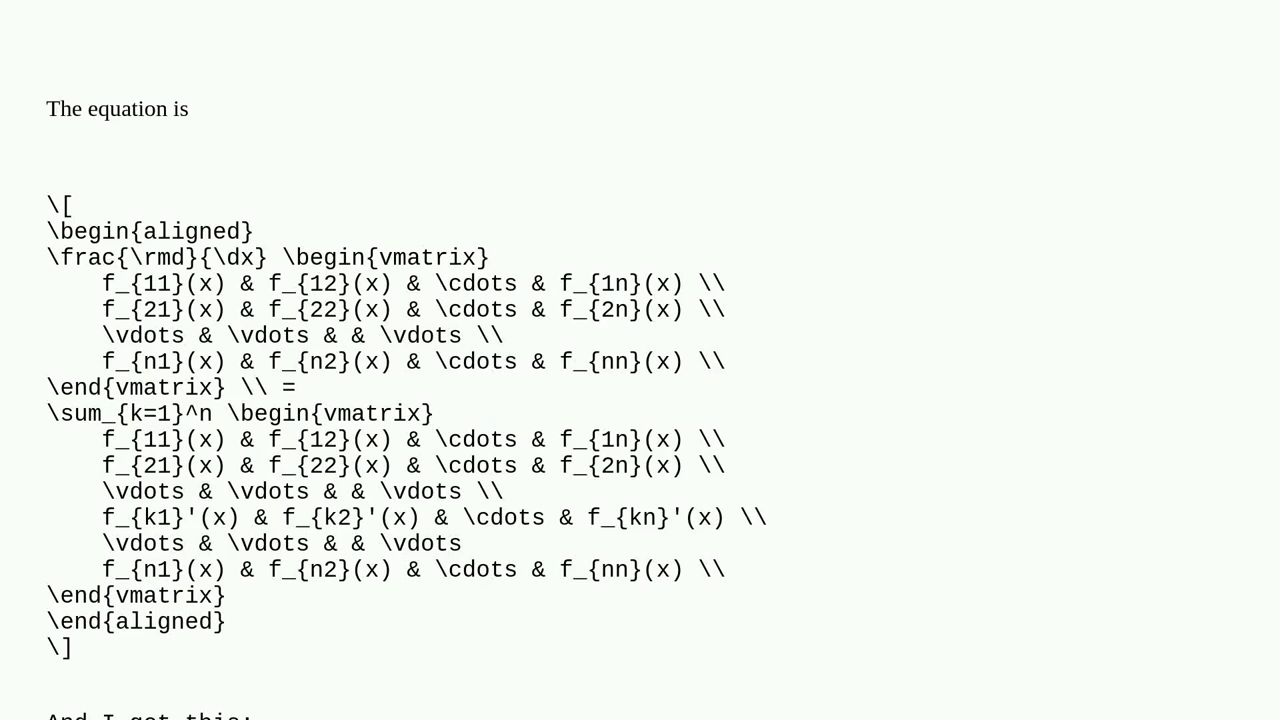 The equation is
\[
\begin{aligned}
\frac{\rmd}{\dx} \begin{vmatrix}
    f_{11}(x) & f_{12}(x) & \cdots & f_{1n}(x) \\
    f_{21}(x) & f_{22}(x) & \cdots & f_{2n}(x) \\
    \vdots & \vdots & & \vdots \\
    f_{n1}(x) & f_{n2}(x) & \cdots & f_{nn}(x) \\
\end{vmatrix} \\ =
\sum_{k=1}^n \begin{vmatrix}
    f_{11}(x) & f_{12}(x) & \cdots & f_{1n}(x) \\
    f_{21}(x) & f_{22}(x) & \cdots & f_{2n}(x) \\
    \vdots & \vdots & & \vdots \\
    f_{k1}'(x) & f_{k2}'(x) & \cdots & f_{kn}'(x) \\
    \vdots & \vdots & & \vdots
    f_{n1}(x) & f_{n2}(x) & \cdots & f_{nn}(x) \\
\end{vmatrix}
\end{aligned}
\]
And I got this: